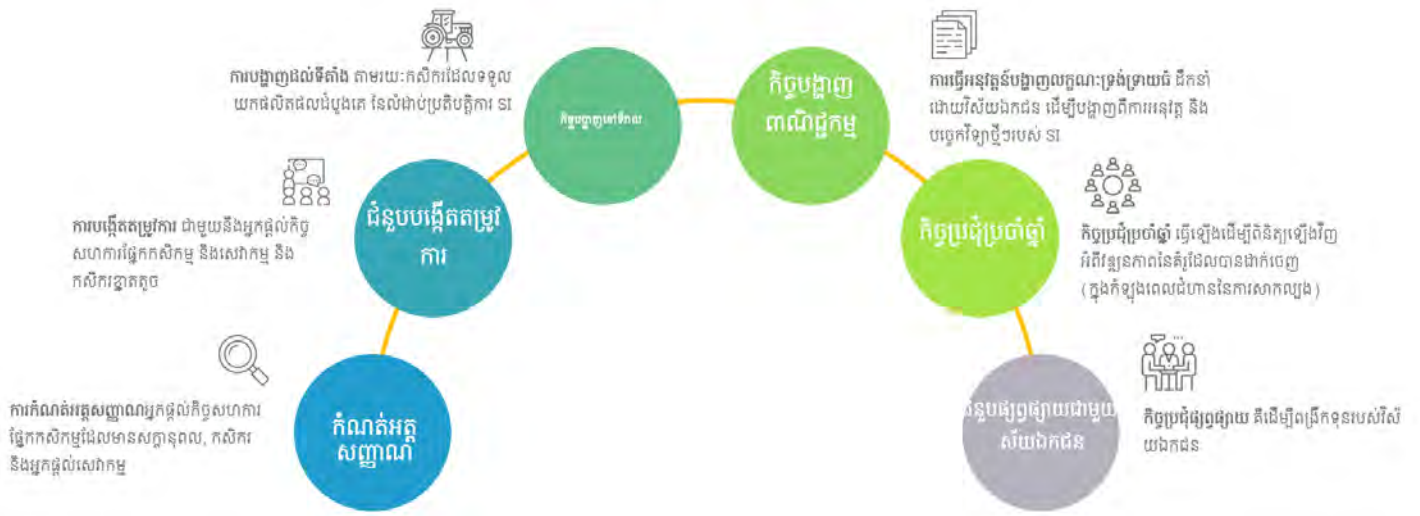 ការបង្ហាញផល់ទីតាំង តាមរយៈកសិករដែលទទួល
យកផលិតផលដំបូងគេ នៃលំដាប់ប្រតិបត្តិការ SI
កិច្ចបង្ហាញ
ពាណិជ្ជកម្ម
ការធ្វើអនុវត្តន៍បង្ហាញលក្ខណៈទ្រង់ទ្រាយធំ ដឹកនាំ
ដោយវិស័យឯកជន ដើម្បីបង្ហាញពីការអនុវត្ត និង
បច្ចេកវិទ្យាថ្មីៗរបស់ SI
ជំនួបបង្កើតតម្រូវ
ការ
ការបង្កើតតម្រូវការ ជាមួយនឹងអ្នកផ្តល់កិច្ច
សហការផ្នែកកសិកម្ម និងសេវាកម្ម និង
កសិករខ្នាតតូច
កិច្ចប្រជុំប្រចាំឆ្នាំ
កិច្ចប្រជុំប្រចាំឆ្នាំ ធ្វើឡើងដើម្បីពិនិត្យឡើងវិញ
អំពីវឌ្ឍនភាពនៃគំរូដែលបានដាក់ចេញ
(ក្នុងកំឡុងពេលជំហាននៃការសាកល្បង)
កំណត់អត្ត
សញ្ញាណ
ការកំណត់អត្តសញ្ញាណអ្នកផ្តល់កិច្ចសហការ
ផ្នែកកសិកម្មដែលមានសក្តានុពល, កសិករ
និងអ្នកផ្តល់សេវាកម្ម
ជំនួបផ្សព្វផ្សាយជាមួយ
ស័យឯកជន
កិច្ចប្រជុំផ្សព្វផ្សាយ គឺដើម្បីពង្រីកទុនរបស់វិស័
យឯកជន